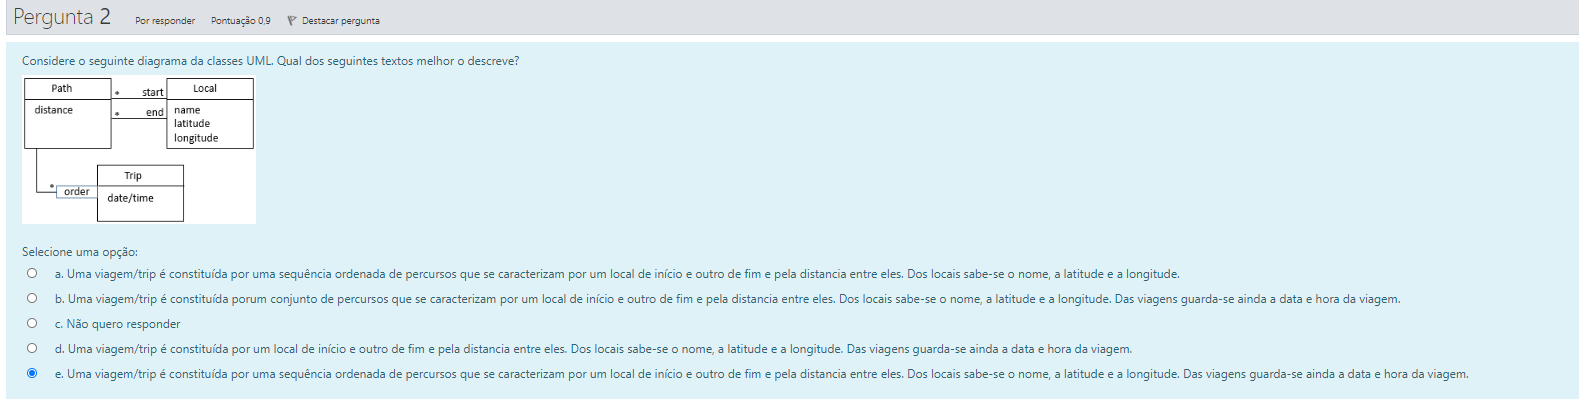 Pergunta 2 Por responder Pontuação 0,9 Destacar pergunta
Considere o seguinte diagrama da classes UML. Qual dos seguintes textos melhor o descreve?
Path * start Local
distance * end name
latitude
longitude
Trip
* order date/time
Selecione uma opção:
a. Uma viagem/trip é constituída por uma sequência ordenada de percursos que se caracterizam por um local de início e outro de fim e pela distancia entre eles. Dos locais sabe-se o nome, a latitude e a longitude.
b. Uma viagem/trip é constituída porum conjunto de percursos que se caracterizam por um local de início e outro de fim e pela distancia entre eles. Dos locais sabe-se o nome, a latitude e a longitude. Das viagens guarda-se ainda a data e hora da viagem.
c. Não quero responder
d. Uma viagem/trip é constituída por um local de início e outro de fim e pela distancia entre eles. Dos locais sabe-se o nome, a latitude e a longitude. Das viagens guarda-se ainda a data e hora da viagem.
e. Uma viagem/trip é constituída por uma sequência ordenada de percursos que se caracterizam por um local de início e outro de fim e pela distancia entre eles. Dos locais sabe-se o nome, a latitude e a longitude. Das viagens guarda-se ainda a data e hora da viagem.